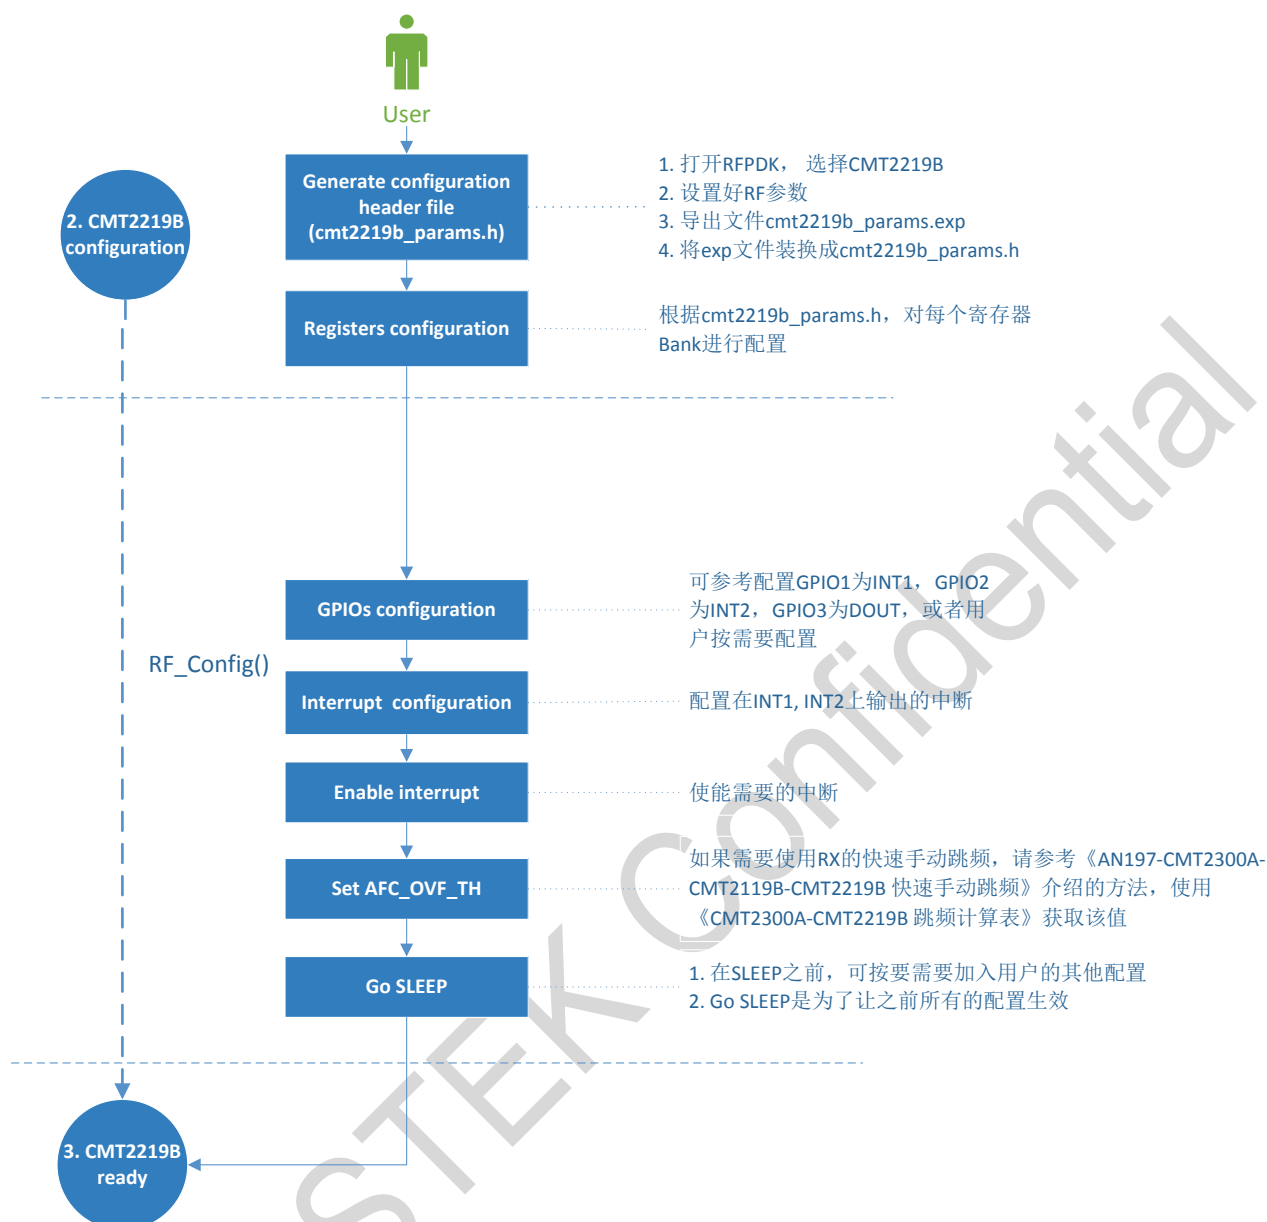 User
Generate configuration
header file
(cmt2219b_params.h)
1. 打开RFPDK， 选择CMT2219B
2. 设置好RF参数
3. 导出文件cmt2219b_params.exp
4. 将exp文件装换成cmt2219b_params.h
2. CMT2219B
configuration
Registers configuration
根据cmt2219b_params.h，对每个寄存器
Bank进行配置
GPIOs configuration
可参考配置GPIO1为INT1，GPIO2
为INT2，GPIO3为DOUT，或者用
户按需要配置
RF_Config()
Interrupt configuration
配置在INT1, INT2上输出的中断
Enable interrupt
使能需要的中断
Set AFC_OVF_TH
如果需要使用RX的快速手动跳频，请参考《AN197-CMT2300A-
CMT2119B-CMT2219B 快速手动跳频》介绍的方法，使用
《CMT2300A-CMT2219B 跳频计算表》获取该值
Go SLEEP
1. 在SLEEP之前，可按要需要加入用户的其他配置
2. Go SLEEP是为了让之前所有的配置生效
3. CMT2219B
ready
STEK Confidential